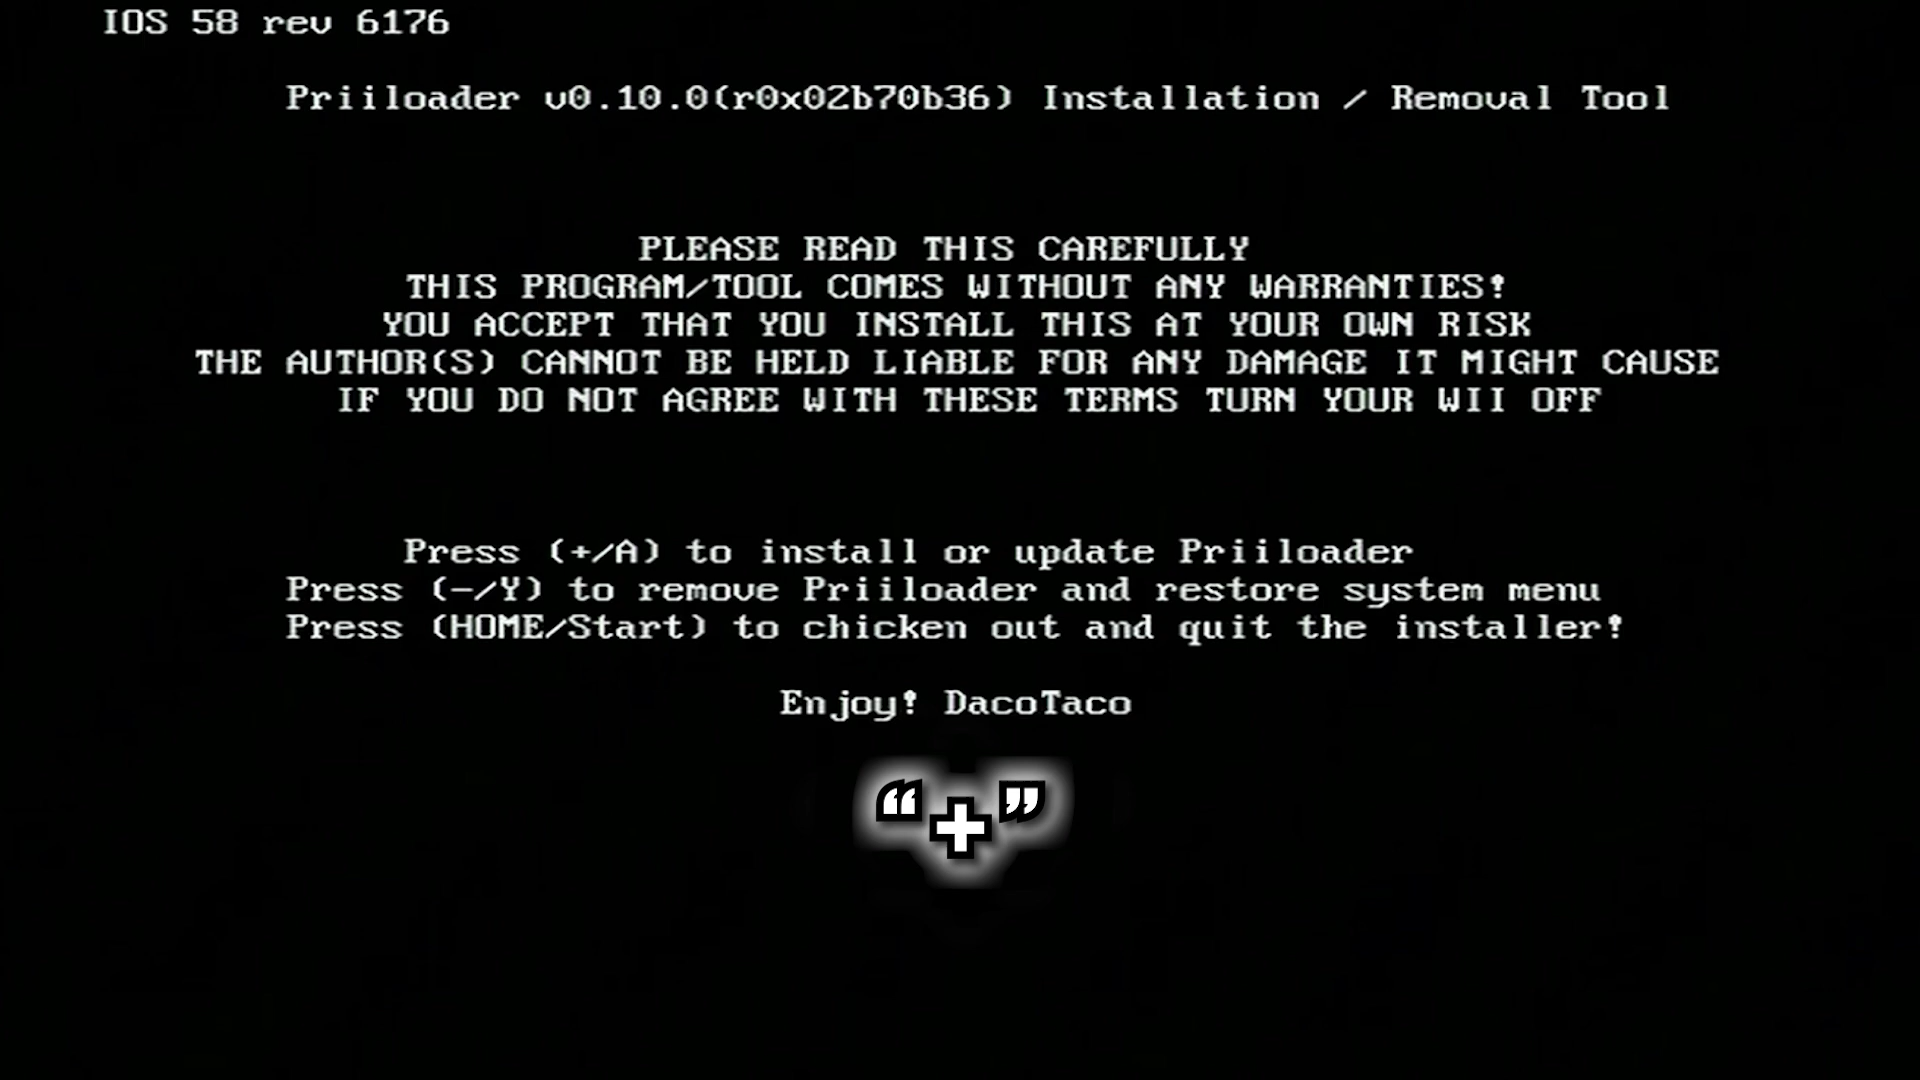 IOS 58 rev 6176
Priiloader v0.10.0(r0x02b70b36) Installation / Removal Tool
PLEASE READ THIS CAREFULLY
THIS PROGRAM/TOOL COMES WITHOUT ANY WARRANTIES!
YOU ACCEPT THAT YOU INSTALL THIS AT YOUR OWN RISK
THE AUTHOR(S) CANNOT BE HELD LIABLE FOR ANY DAMAGE IT MIGHT CAUSE
IF YOU DO NOT AGREE WITH THESE TERMS TURN YOUR WII OFF
Press (+/A) to install or update Priiloader
Press (-/Y) to remove Priiloader and restore system menu
Press (HOME/Start) to chicken out and quit the installer!
Enjoy! DacoTaco
“+”